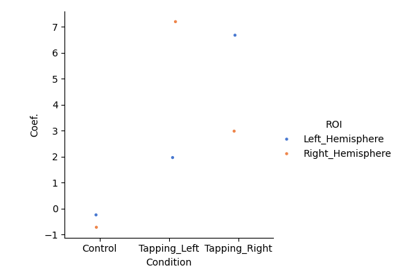 7
6
5
4
3
2
1
0
−1
Coef.
Control Tapping_Left Tapping_Right
Condition
ROI
Left_Hemisphere
Right_Hemisphere